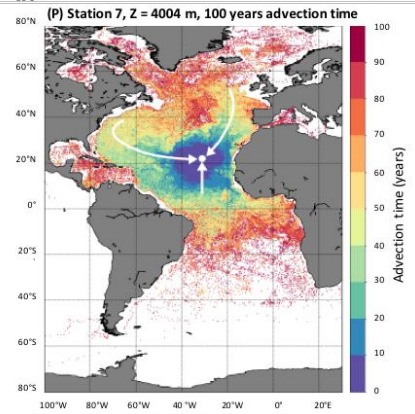 (P) Station 7, Z = 4004 m, 100 years advection time
80°N
60°N
40°N
20°N
0°
20°S
40°S
60°S
80°S
100°W 80°W 60°W 40°W 20°W 0° 20°E
100
90
80
70
60
50
40
30
20
10
0
Advection time (years)